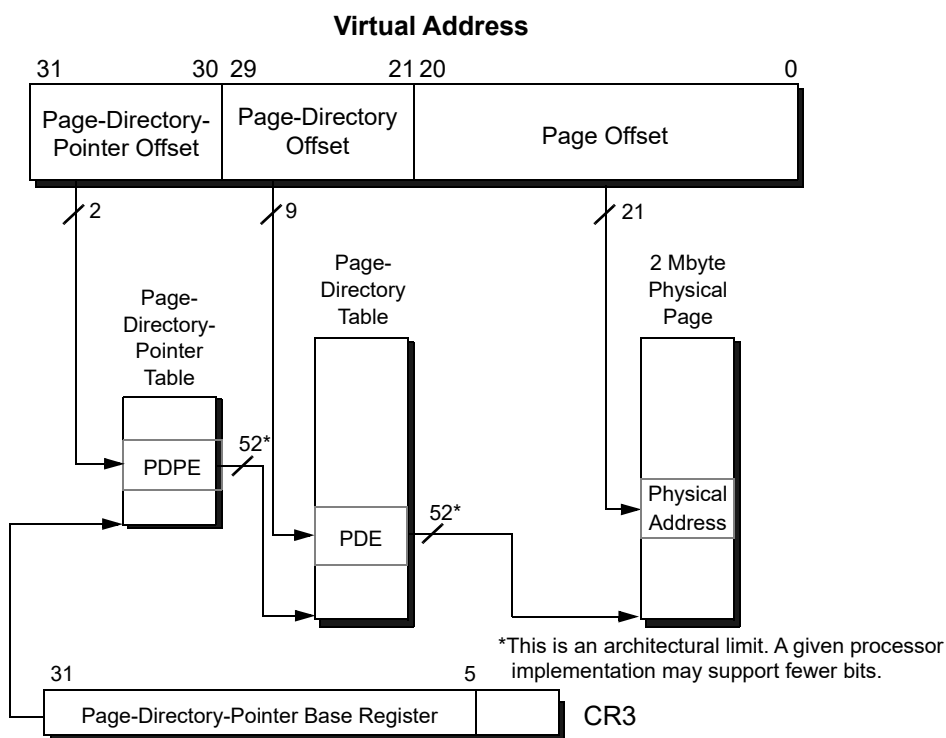 Virtual Address
31 30 29 21 20 0
Page-Directory-
Pointer Offset
Page-Directory
Offset
Page Offset
2
9
21
Page-
Directory-
Pointer
Table
Page-
Directory
Table
2 Mbyte
Physical
Page
PDPE
52*
PDE
52*
Physical
Address
*This is an architectural limit. A given processor
implementation may support fewer bits.
31 5
Page-Directory-Pointer Base Register
CR3